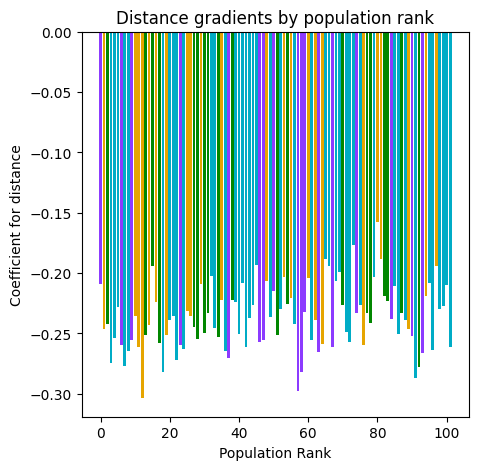 Distance gradients by population rank
0.00
−0.05
−0.10
−0.15
−0.20
−0.25
−0.30
Coefficient for distance
0 20 40 60 80 100
Population Rank